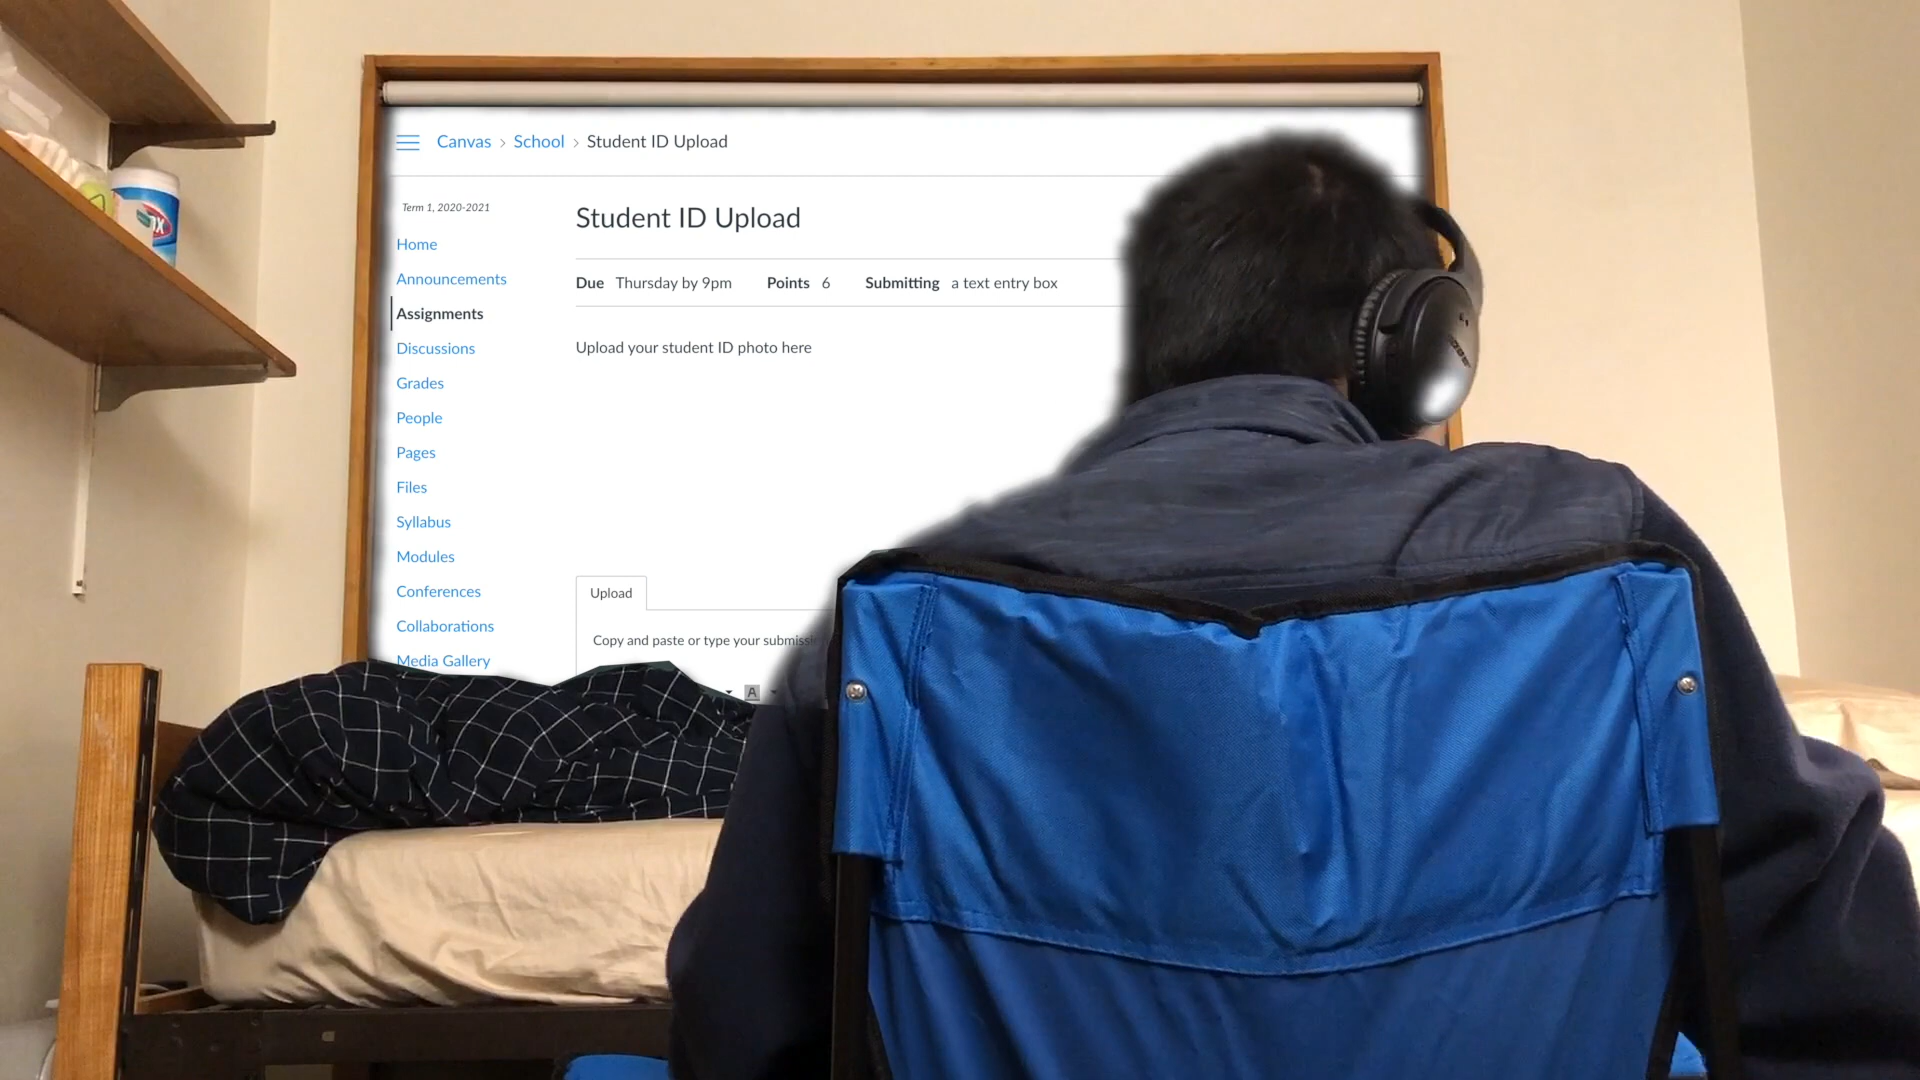 Canvas > School > Student ID Upload
Term 1, 2020-2021
Student ID Upload
Home
Due Thursday by 9pm Points 6 Submitting a text entry box
Announcements
Assignments
Upload your student ID photo here
Discussions
Grades
People
Pages
Files
Syllabus
Modules
Conferences
Upload
Collaborations
Copy and paste or type your
Media Gallery
A